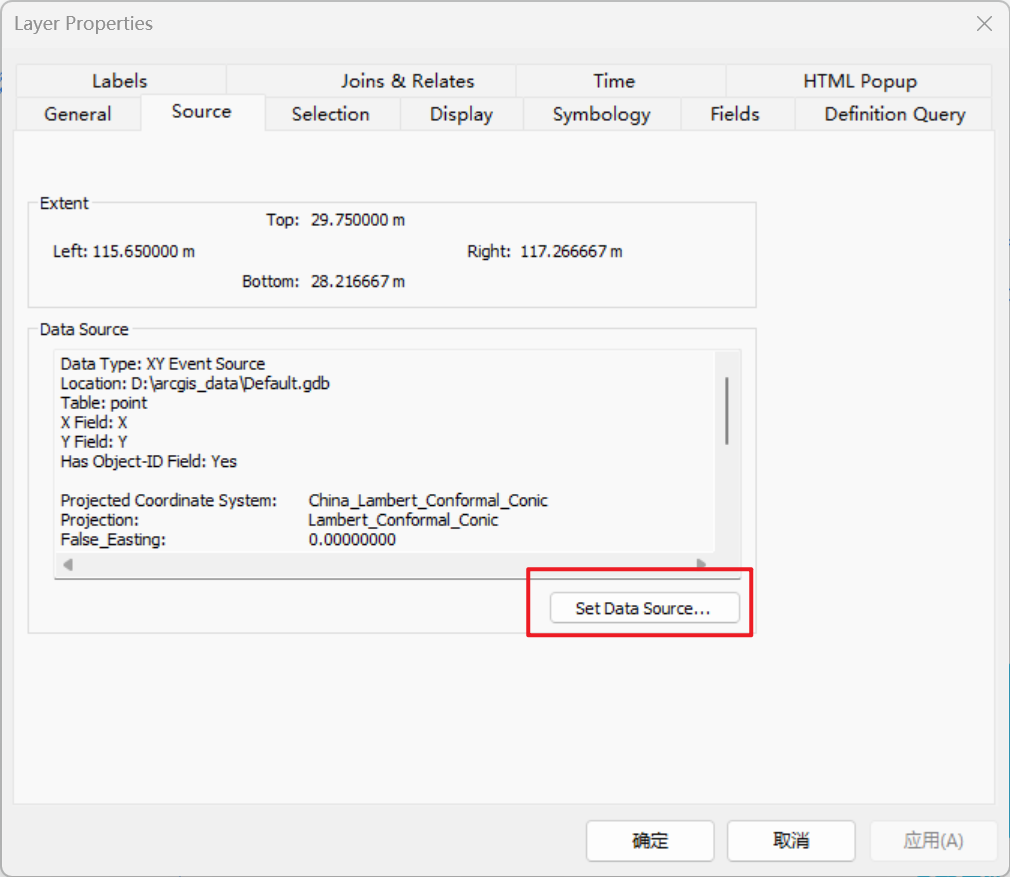 Layer Properties
Labels
Joins & Relates
Time
HTML Popup
General
Source
Selection
Display
Symbology
Fields
Definition Query
Extent
Top: 29.750000 m
Left: 115.650000 m
Right: 117.266667 m
Bottom: 28.216667 m
Data Source
Data Type: XY Event Source
Location: D:\arcgis_data\Default.gdb
Table: point
X Field: X
Y Field: Y
Has Object-ID Field: Yes
Projected Coordinate System: China_Lambert_Conformal_Conic
Projection: Lambert_Conformal_Conic
False_Easting: 0.00000000
Set Data Source...
确定
取消
应用(A)